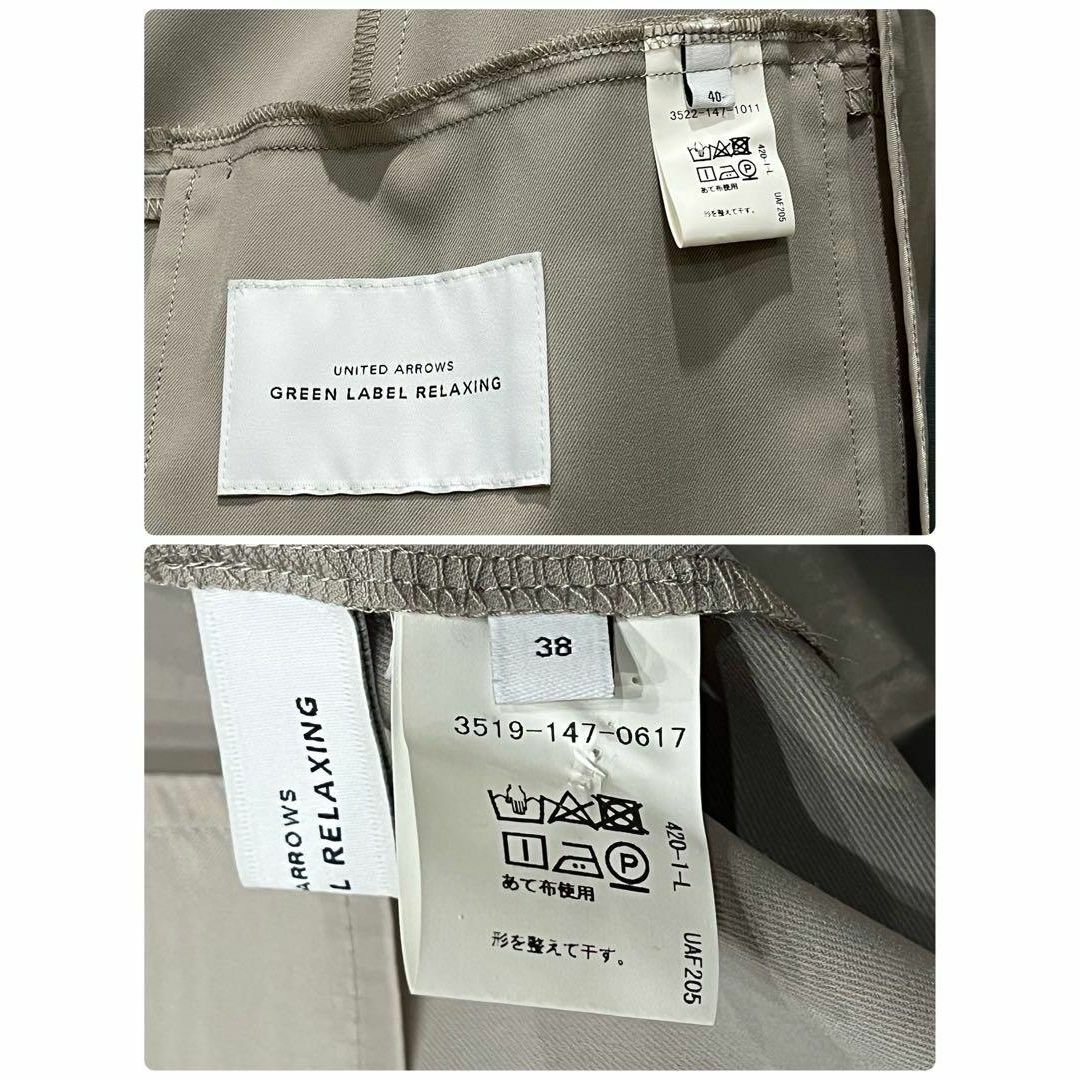 40
3522-147-1011
P
あて布使用
形を整えて干す。
420-1-L
UAF205
UNITED ARROWS
GREEN LABEL RELAXING
ARROWS
L RELAXING
38
3519-147-0617
P
あて布使用
形を整えて干す。
420-1-L
UAF205